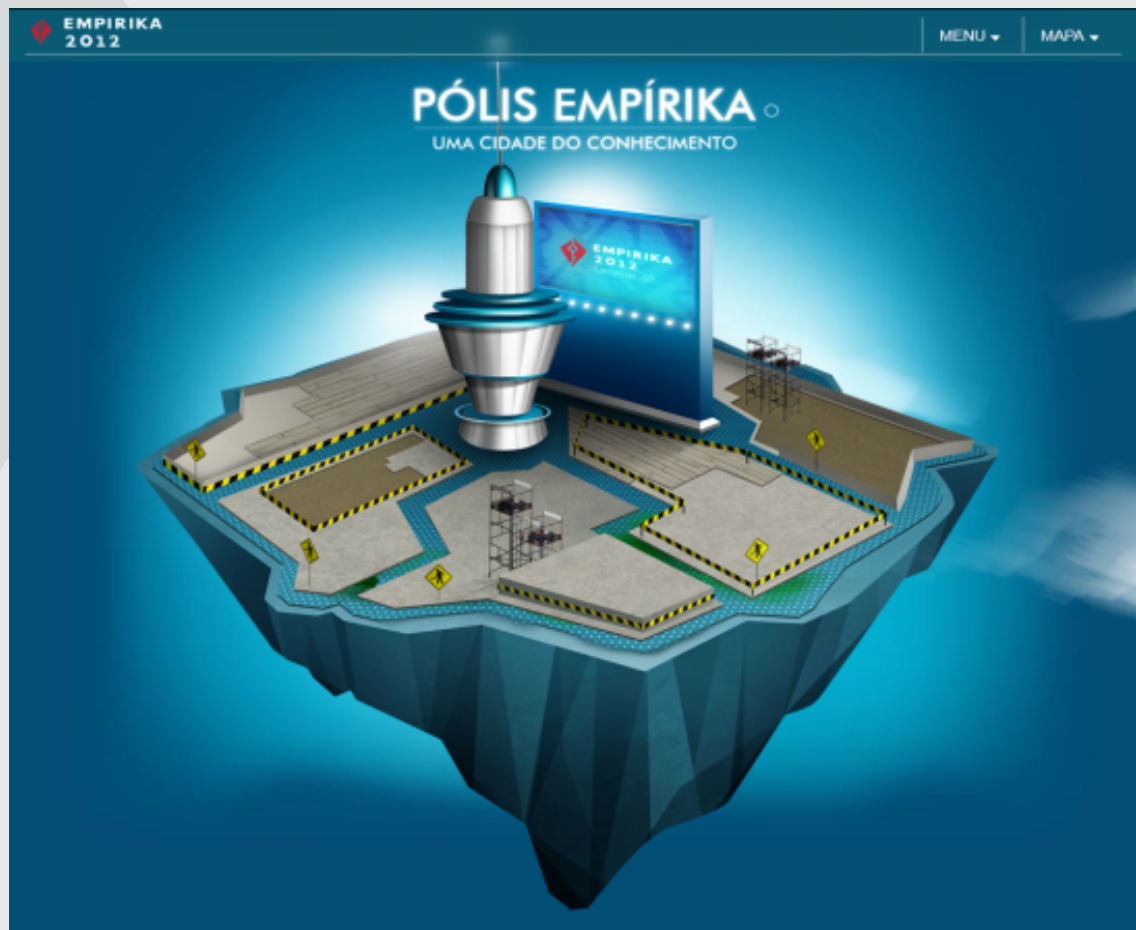 EMPIRIKA
2012
MENU
MAPA
PÓLIS EMPÍRIKA
UMA CIDADE DO CONHECIMENTO
EMPIRIKA
2012